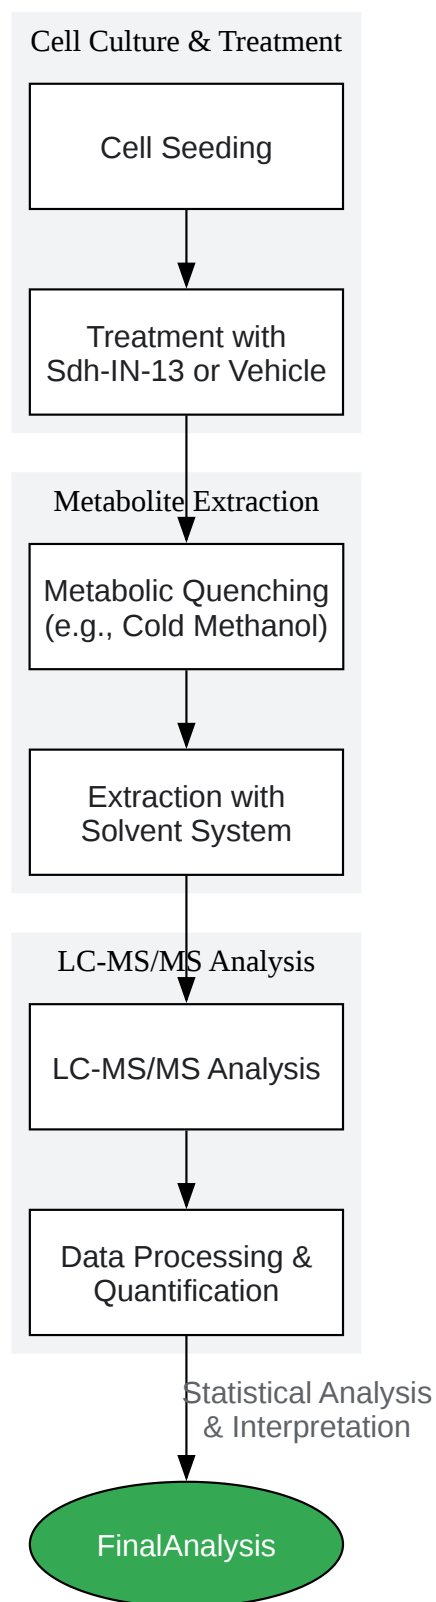 Cell Culture & Treatment
Cell Seeding
Treatment with
Sdh-IN-13 or Vehicle
Metabolite Extraction
Metabolic Quenching
(e.g., Cold Methanol)
Extraction with
Solvent System
LC-MS/MS Analysis
LC-MS/MS Analysis
Data Processing &
Quantification
Statistical Analysis
& Interpretation
FinalAnalysis